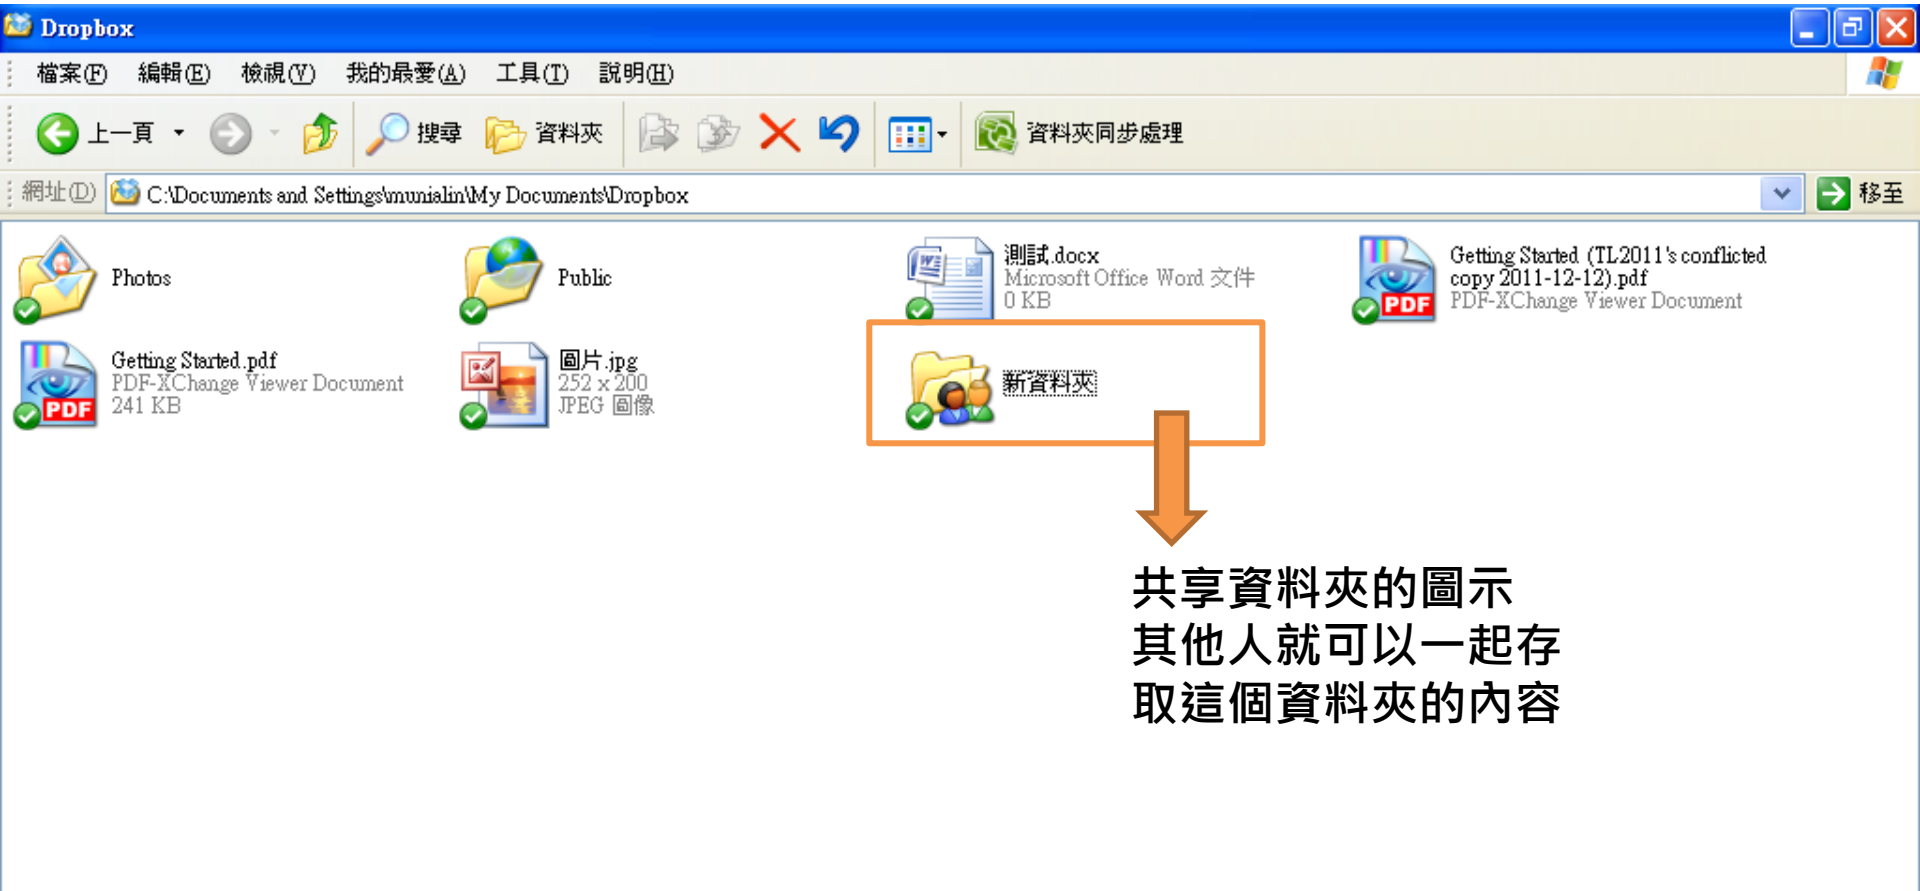 Dropbox
檔案(F) 編輯(E) 檢視(V) 我的最愛(A) 工具(T) 說明(H)
上一頁 搜尋 資料夾 資料夾同步處理
網址(D) C:\Documents and Settings\munialin\My Documents\Dropbox 移至
Photos
Public
測試.docx
Microsoft Office Word 文件
0 KB
Getting Started (TL2011's conflicted
copy 2011-12-12).pdf
PDF-XChange Viewer Document
Getting Started.pdf
PDF-XChange Viewer Document
241 KB
圖片.jpg
252 x 200
JPEG 圖像
新資料夾
共享資料夾的圖示
其他人就可以一起存
取這個資料夾的內容